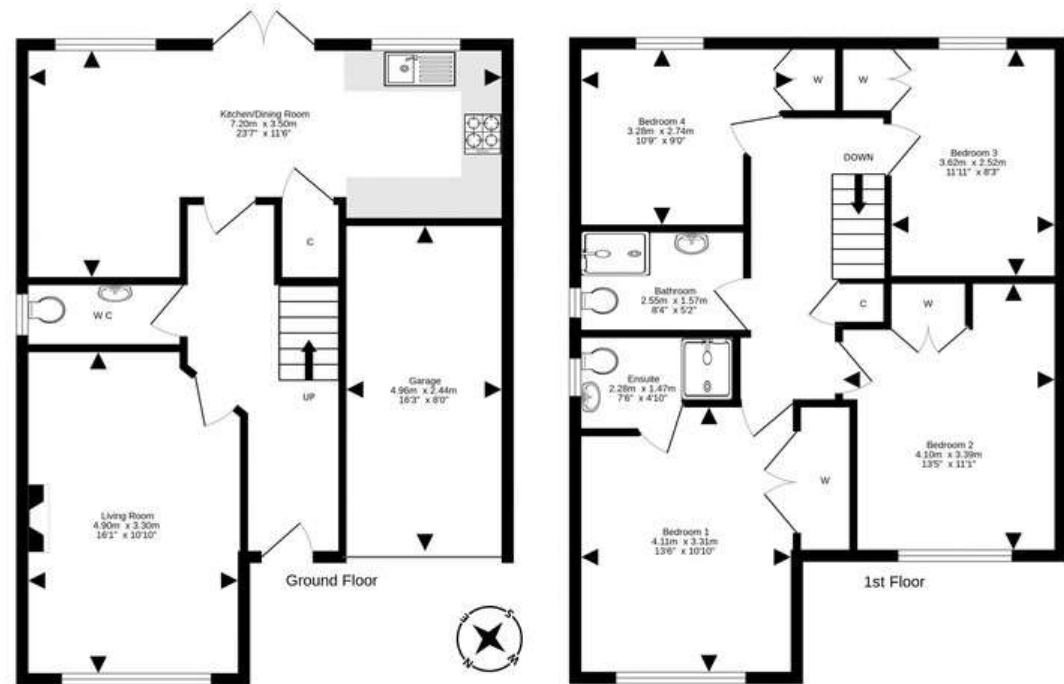 Kitchen/Dining Room
7.20m x 3.50m
23'7" x 11'6"
C
W C
UP
Garage
4.96m x 2.44m
16'3" x 8'0"
Living Room
4.90m x 3.30m
16'1" x 10'10"
Ground Floor
S
E
W
N
W
W
Bedroom 4
3.28m x 2.74m
10'9" x 9'0"
DOWN
Bedroom 3
3.62m x 2.52m
11'11" x 8'3"
Bathroom
2.55m x 1.57m
8'4" x 5'2"
C
W
Ensuite
2.28m x 1.47m
7'6" x 4'10"
Bedroom 2
4.10m x 3.39m
13'5" x 11'1"
W
Bedroom 1
4.11m x 3.31m
13'6" x 10'10"
1st Floor